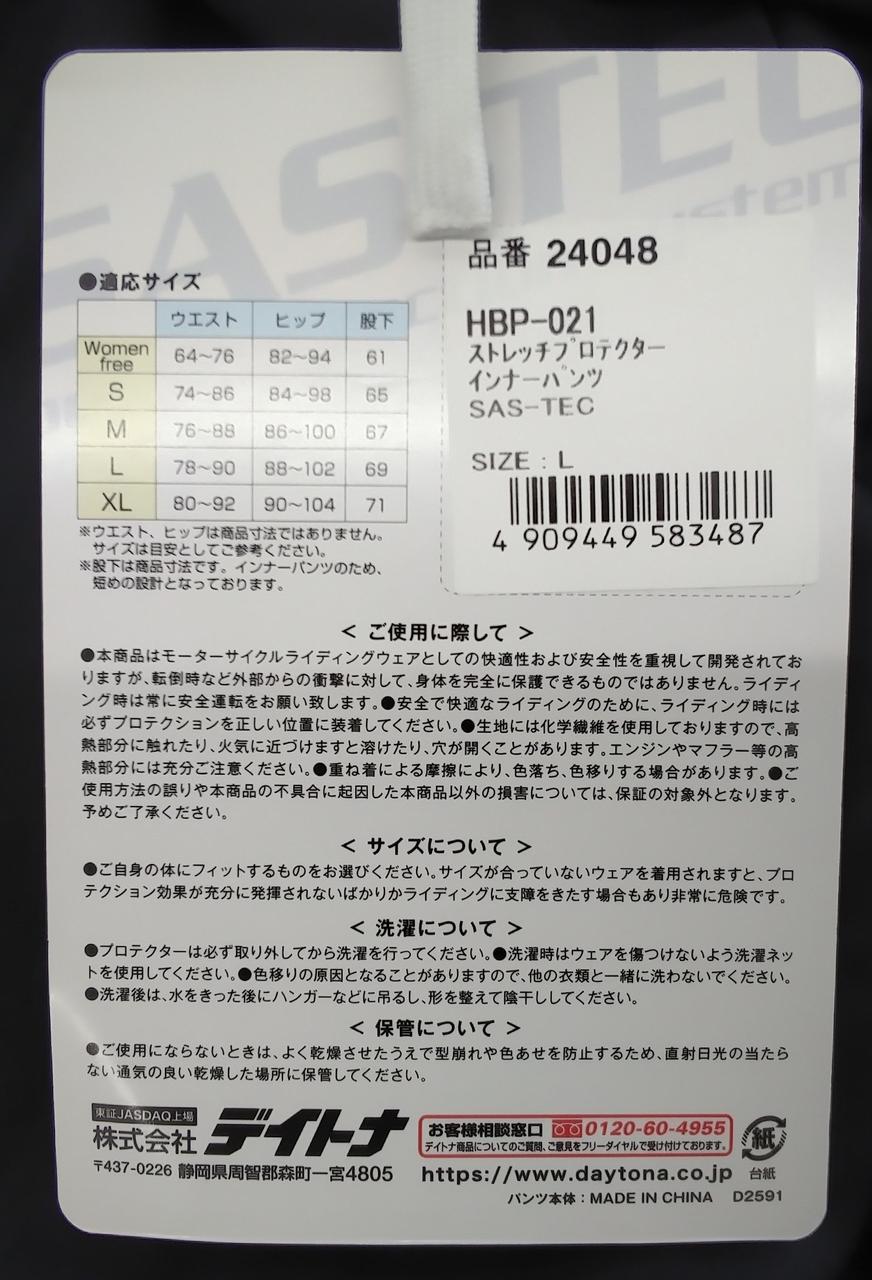 SAS-TEC
system
品番 24048
HBP-021
ストレッチプロテクター
インナーパンツ
SAS-TEC
SIZE : L
4 909449 583487
●適応サイズ
ウエスト ヒップ 股下
Women free 64~76 82~94 61
S 74~86 84~98 65
M 76~88 86~100 67
L 78~90 88~102 69
XL 80~92 90~104 71
※ウエスト、ヒップは商品寸法ではありません。
サイズは目安としてご参考ください。
※股下は商品寸法です。インナーパンツのため、
短めの設計となっております。
< ご使用に際して >
●本商品はモーターサイクルライディングウェアとしての快適性および安全性を重視して開発されてお
りますが、転倒時など外部からの衝撃に対して、身体を完全に保護できるものではありません。ライディ
ング時は常に安全運転をお願い致します。●安全で快適なライディングのために、ライディング時には
必ずプロテクションを正しい位置に装着してください。●生地には化学繊維を使用しておりますので、高
熱部分に触れたり、火気に近づけますと溶けたり、穴が開くことがあります。エンジンやマフラー等の高
熱部分には充分ご注意ください。●重ね着による摩擦により、色落ち、色移りする場合があります。●ご
使用方法の誤りや本商品の不具合に起因した本商品以外の損害については、保証の対象外となります。
予めご了承ください。
< サイズについて >
●ご自身の体にフィットするものをお選びください。サイズが合っていないウェアを着用されますと、プロ
テクション効果が充分に発揮されないばかりかライディングに支障をきたす場合もあり非常に危険です。
< 洗濯について >
●プロテクターは必ず取り外してから洗濯を行ってください。●洗濯時はウェアを傷つけないよう洗濯ネッ
トを使用してください。●色移りの原因となることがありますので、他の衣類と一緒に洗わないでください。
●洗濯後は、水をきった後にハンガーなどに吊るし、形を整えて陰干ししてください。
< 保管について >
●ご使用にならないときは、よく乾燥させたうえで型崩れや色あせを防止するため、直射日光の当たら
ない通気の良い乾燥した場所に保管してください。
東証JASDAQ上場
株式会社 デイトナ
〒437-0226 静岡県周智郡森町一宮4805
お客様相談窓口 0120-60-4955
デイトナ商品についてのご質問、ご意見をフリーダイヤルで受け付けております。
https://www.daytona.co.jp
紙
台紙
パンツ本体：MADE IN CHINA D2591